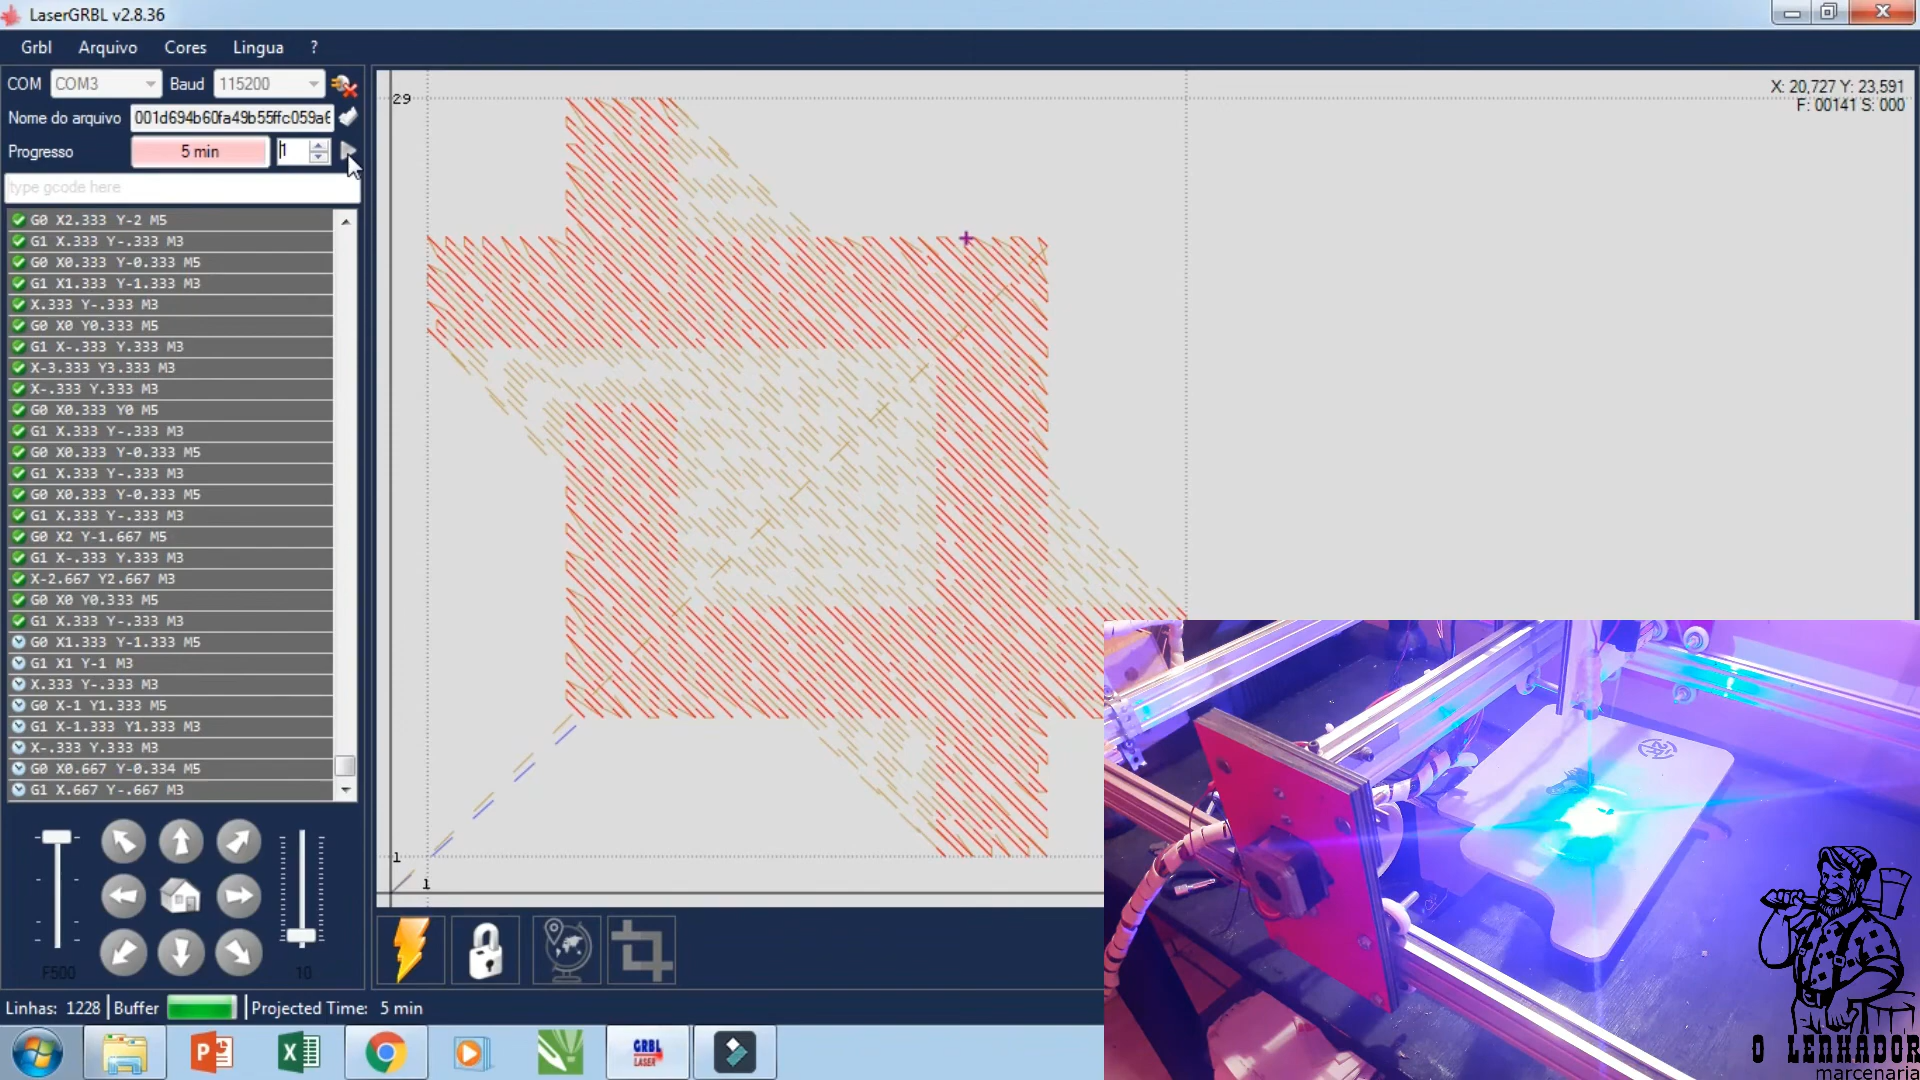 LaserGRBL v2.8.36
Grbl Arquivo Cores Lingua ?
COM COM3 Baud 115200
Nome do arquivo 001d694b60fa49b55ffc059a6
Progresso 5 min 1
type gcode here
G0 X2.333 Y-2 M5
G1 X.333 Y-.333 M3
G0 X0.333 Y-0.333 M5
G1 X1.333 Y-1.333 M3
X.333 Y-.333 M3
G0 X0 Y0.333 M5
G1 X-.333 Y.333 M3
X-3.333 Y3.333 M3
X-.333 Y.333 M3
G0 X0.333 Y0 M5
G1 X.333 Y-.333 M3
G0 X0.333 Y-0.333 M5
G1 X.333 Y-.333 M3
G0 X0.333 Y-0.333 M5
G1 X.333 Y-.333 M3
G0 X2 Y-1.667 M5
G1 X-.333 Y.333 M3
X-2.667 Y2.667 M3
G0 X0 Y0.333 M5
G1 X.333 Y-.333 M3
G0 X1.333 Y-1.333 M5
G1 X1 Y-1 M3
X.333 Y-.333 M3
G0 X-1 Y1.333 M5
G1 X-1.333 Y1.333 M3
X-.333 Y.333 M3
G0 X0.667 Y-0.334 M5
G1 X.667 Y-.667 M3
F500
10
29
X: 20,727 Y: 23,591
F: 00141 S: 000
1
1
Linhas: 1228 Buffer Projected Time: 5 min
GRBL
LASER
O LENHADOR
marcenaria